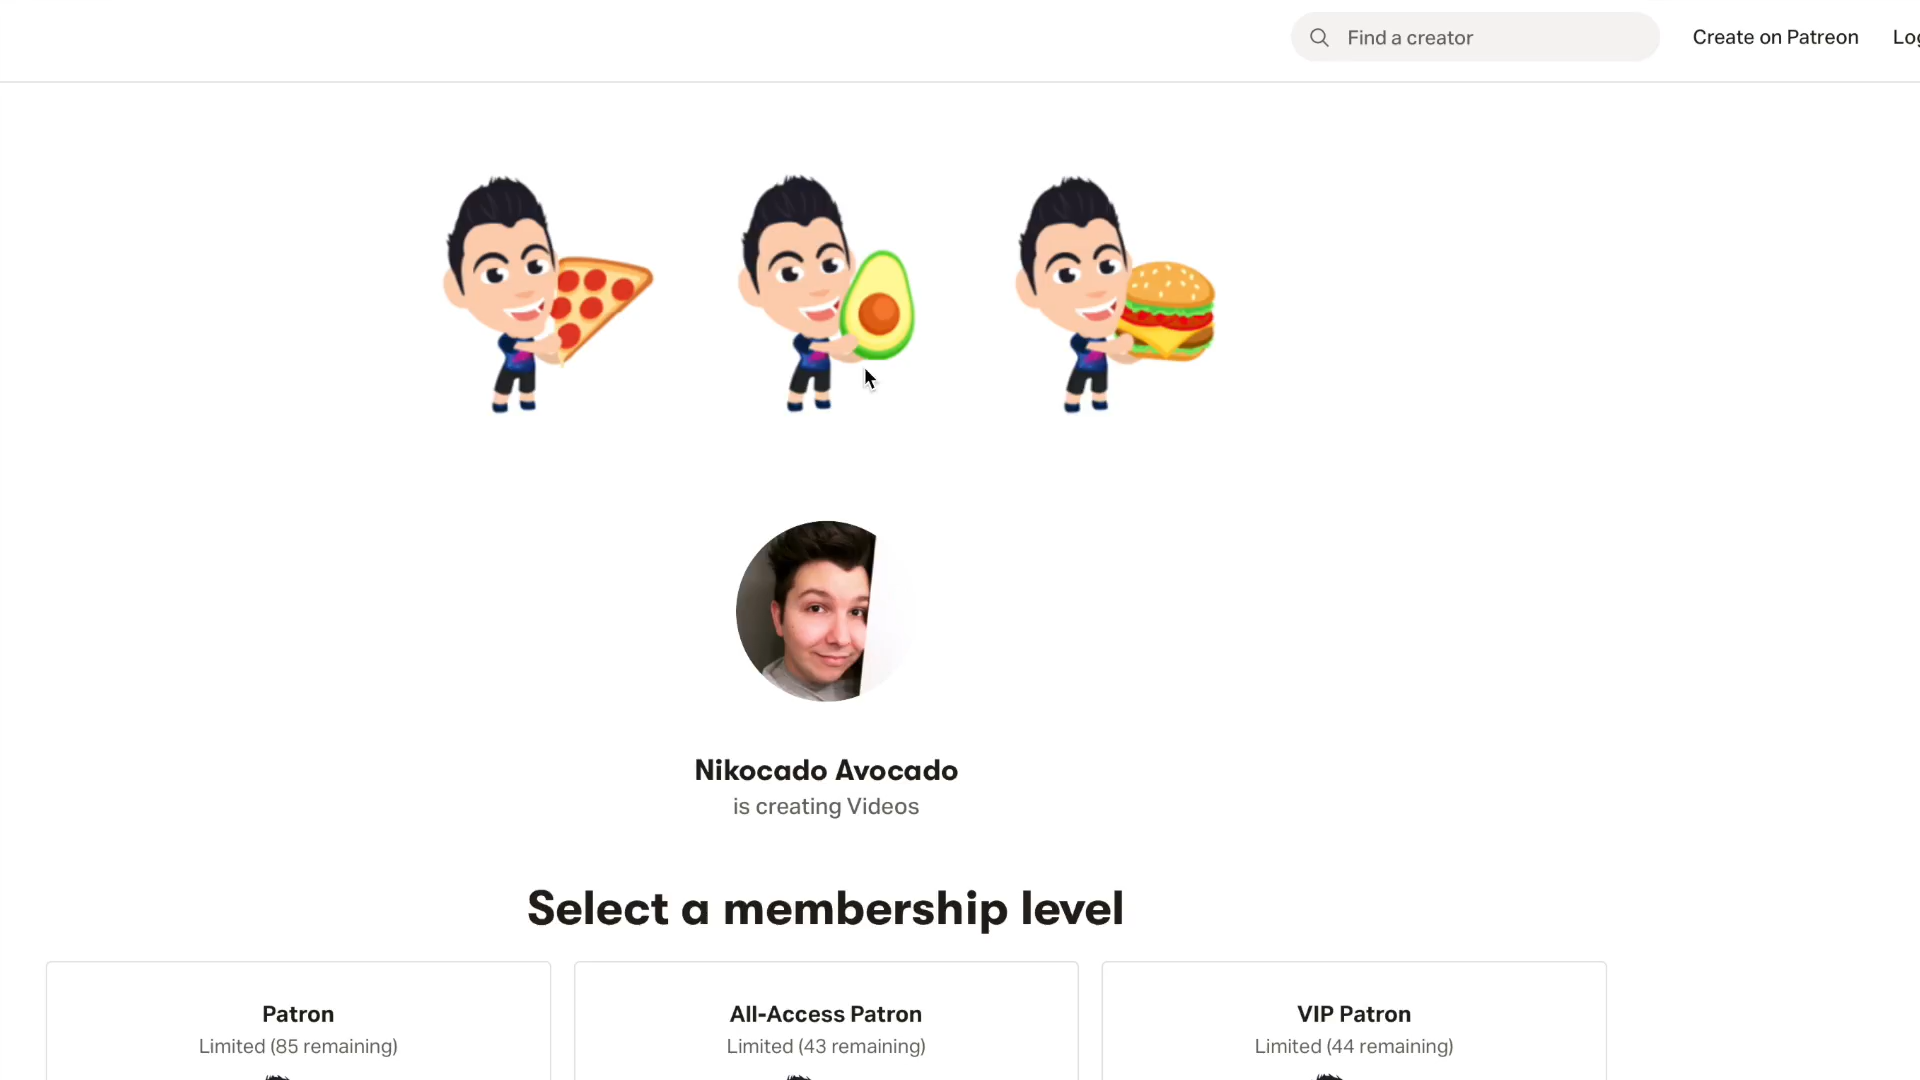 Find a creator
Create on Patreon
Nikocado Avocado
is creating Videos
Select a membership level
Patron
Limited (85 remaining)
All-Access Patron
Limited (43 remaining)
VIP Patron
Limited (44 remaining)